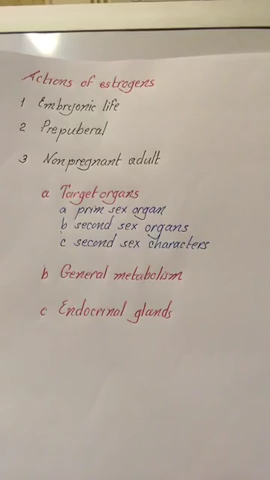 Actions of estrogens
1 Embryonic life
2 Prepuberal
3 Nonpregnant adult
a Target organs
a prim sex organ
b second sex organs
c second sex characters
b General metabolism
c Endocrinal glands